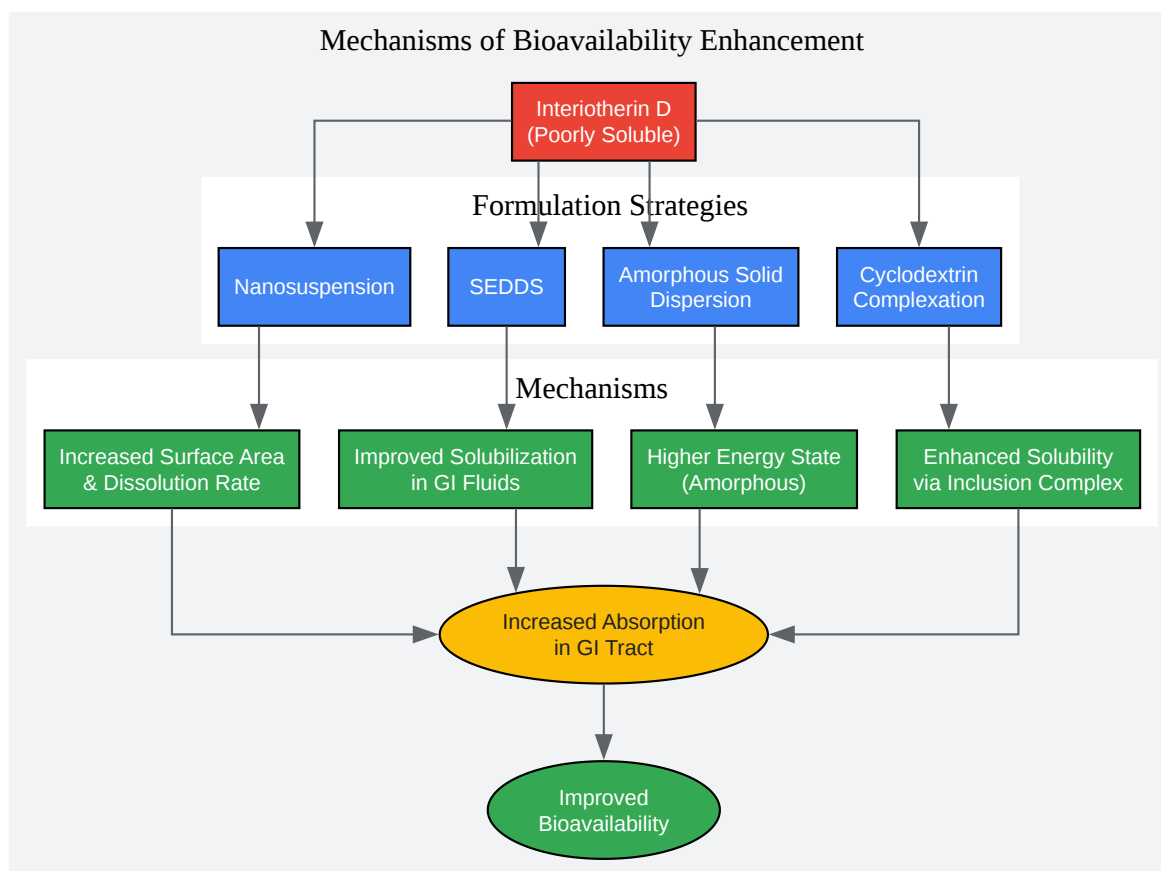 Mechanisms of Bioavailability Enhancement
Interiotherin D
(Poorly Soluble)
Formulation Strategies
Nanosuspension
SEDDS
Amorphous Solid
Dispersion
Cyclodextrin
Complexation
Mechanisms
Increased Surface Area
& Dissolution Rate
Improved Solubilization
in GI Fluids
Higher Energy State
(Amorphous)
Enhanced Solubility
via Inclusion Complex
Increased Absorption
in GI Tract
Improved
Bioavailability